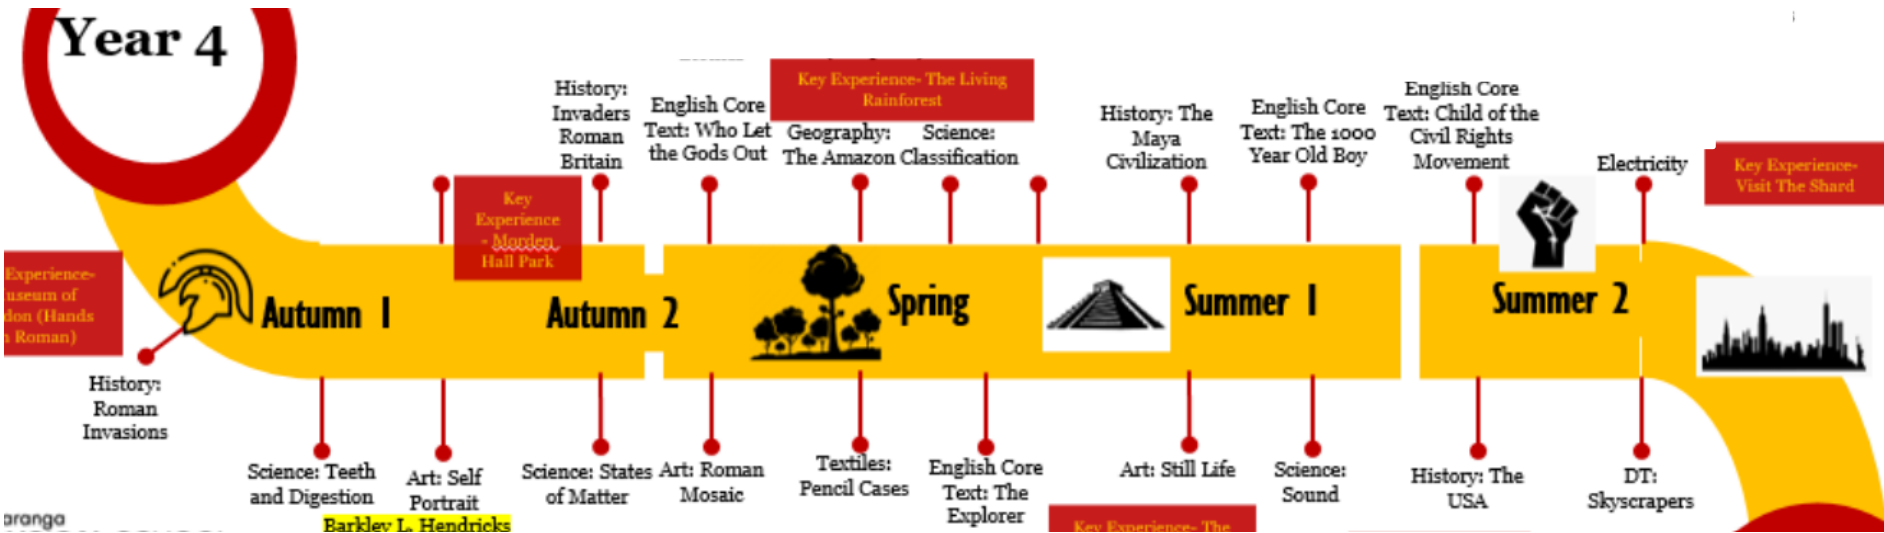 Year 4
Key Experience- The Living
Rainforest
History:
Invaders
Roman
Britain
English Core
Text: Who Let
the Gods Out
Geography:
The Amazon
Science:
Classification
History: The
Maya
Civilization
English Core
Text: The 1000
Year Old Boy
English Core
Text: Child of the
Civil Rights
Movement
Electricity
Key Experience-
Visit The Shard
Key
Experience
- Morden
Hall Park
Experience-
useum of
don (Hands
Roman)
Autumn 1
Autumn 2
Spring
Summer 1
Summer 2
History:
Roman
Invasions
Science: Teeth
and Digestion
Art: Self
Portrait
Barkley L. Hendricks
Science: States
of Matter
Art: Roman
Mosaic
Textiles:
Pencil Cases
English Core
Text: The
Explorer
Art: Still Life
Science:
Sound
History: The
USA
DT:
Skyscrapers
Key Experience- The
aranga